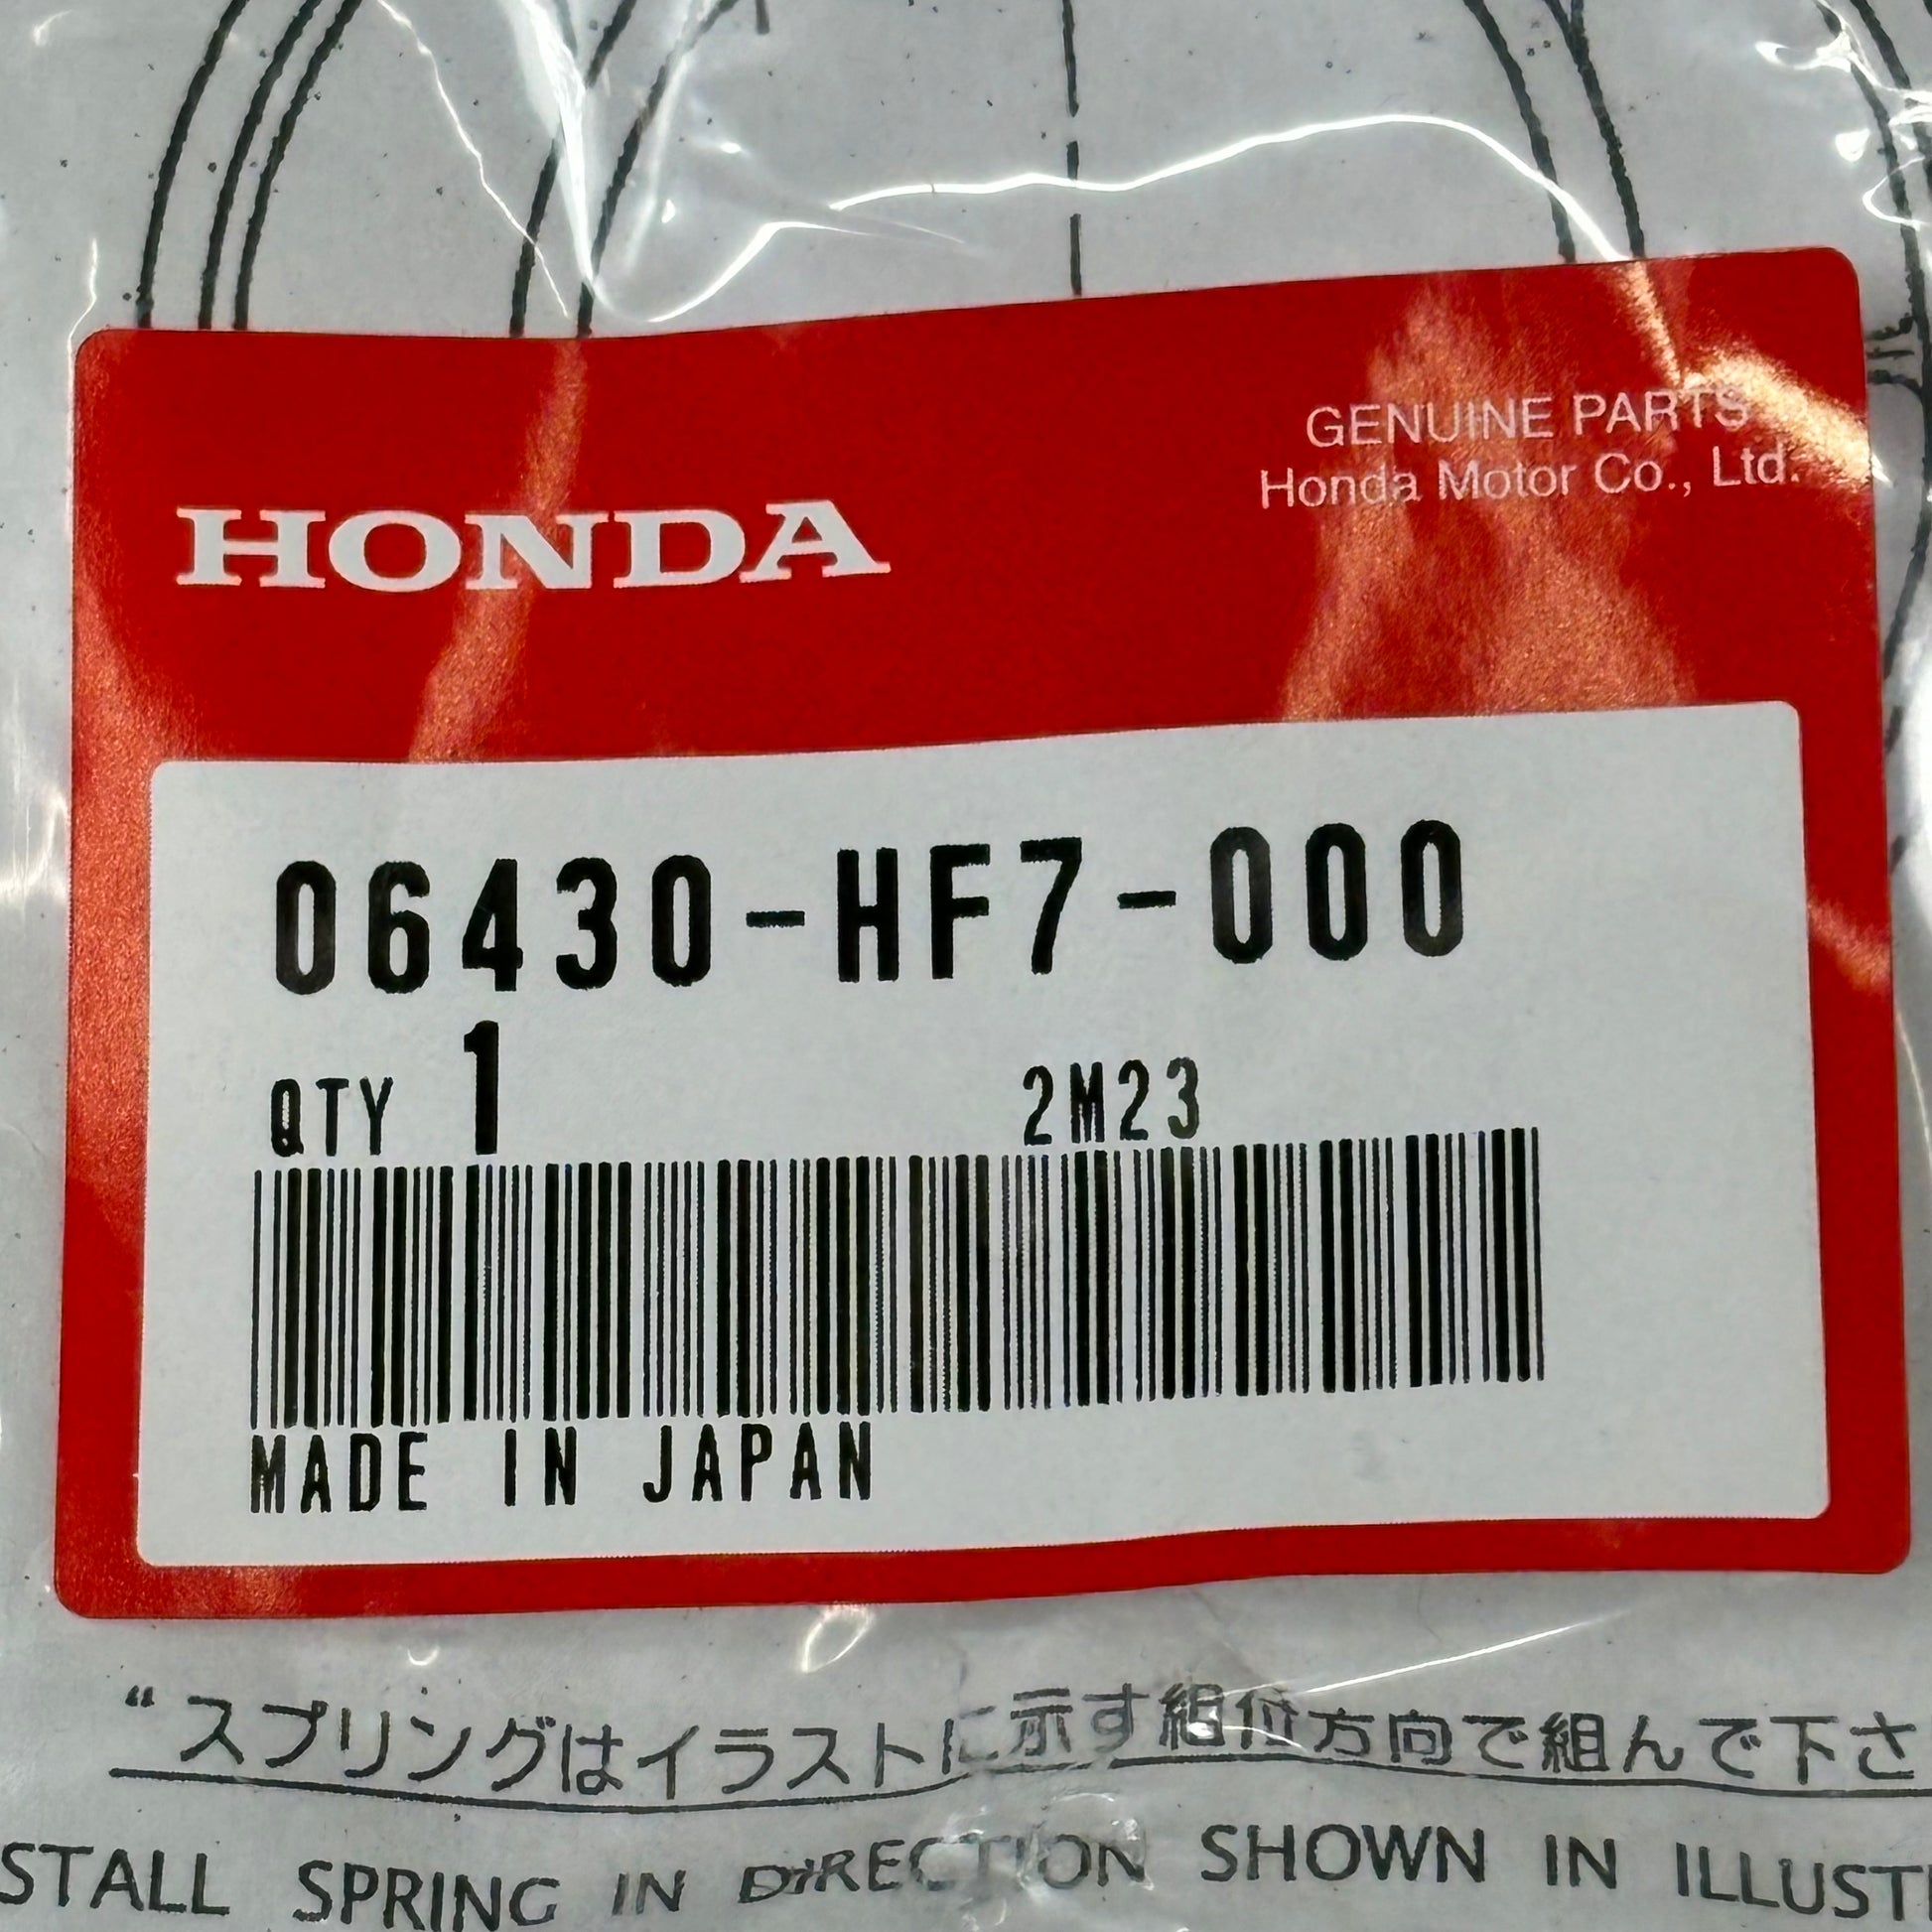 GENUINE PARTS
Honda Motor Co., Ltd.
HONDA
06430-HF7-000
QTY 1 2M23
MADE IN JAPAN
“スプリングはイラストに示す組付方向で組んで下さ
STALL SPRING IN DIRECTION SHOWN IN ILLUST